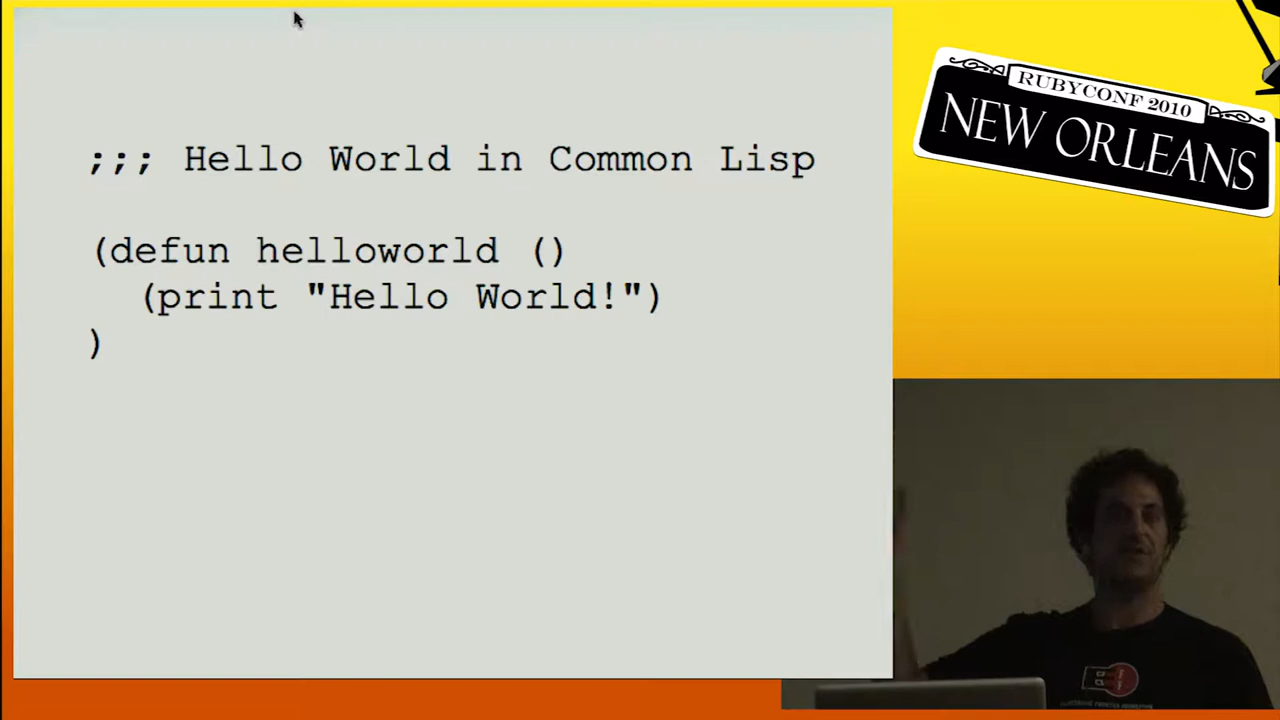 ;;; Hello World in Common Lisp
(defun helloworld ()
(print "Hello World!")
)
RUBYCONF 2010
NEW ORLEANS